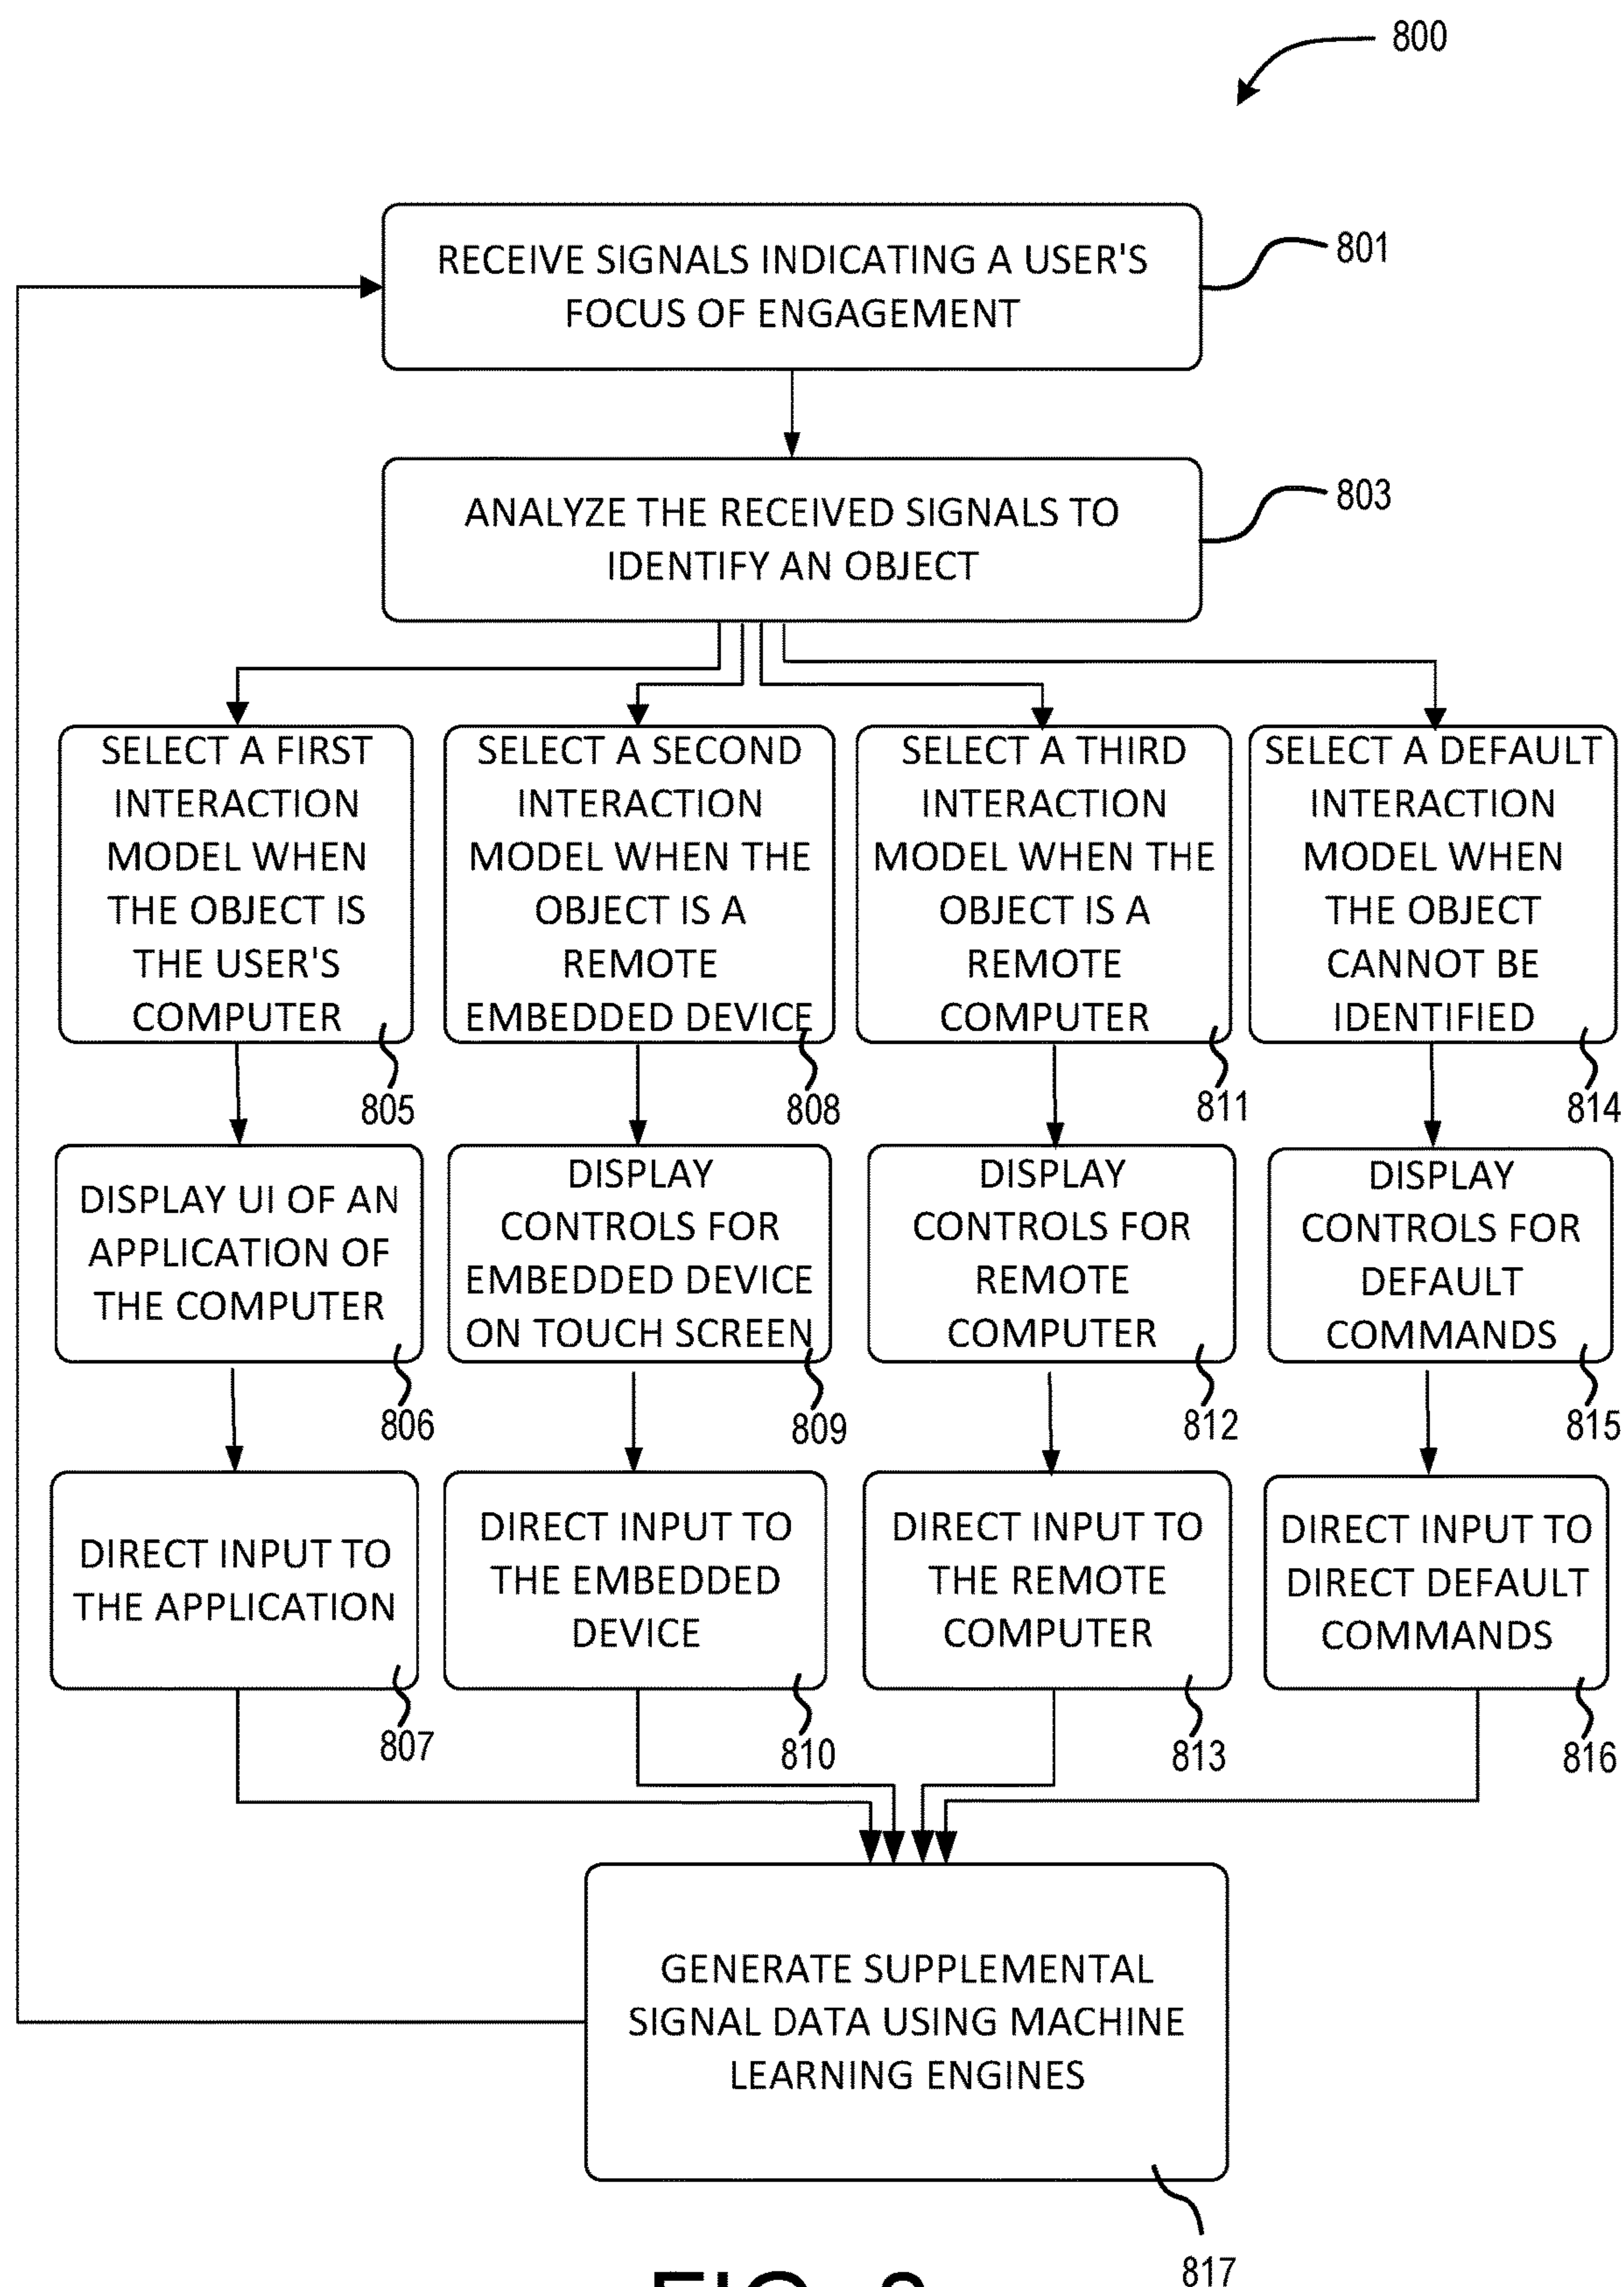 800
RECEIVE SIGNALS INDICATING A USER'S
FOCUS OF ENGAGEMENT
801
ANALYZE THE RECEIVED SIGNALS TO
IDENTIFY AN OBJECT
803
SELECT A FIRST
INTERACTION
MODEL WHEN
THE OBJECT IS
THE USER'S
COMPUTER
805
SELECT A SECOND
INTERACTION
MODEL WHEN THE
OBJECT IS A
REMOTE
EMBEDDED DEVICE
808
SELECT A THIRD
INTERACTION
MODEL WHEN THE
OBJECT IS A
REMOTE
COMPUTER
811
SELECT A DEFAULT
INTERACTION
MODEL WHEN
THE OBJECT
CANNOT BE
IDENTIFIED
814
DISPLAY UI OF AN
APPLICATION OF
THE COMPUTER
806
DISPLAY
CONTROLS FOR
EMBEDDED DEVICE
ON TOUCH SCREEN
809
DISPLAY
CONTROLS FOR
REMOTE
COMPUTER
812
DISPLAY
CONTROLS FOR
DEFAULT
COMMANDS
815
DIRECT INPUT TO
THE APPLICATION
807
DIRECT INPUT TO
THE EMBEDDED
DEVICE
810
DIRECT INPUT TO
THE REMOTE
COMPUTER
813
DIRECT INPUT TO
DIRECT DEFAULT
COMMANDS
816
GENERATE SUPPLEMENTAL
SIGNAL DATA USING MACHINE
LEARNING ENGINES
817